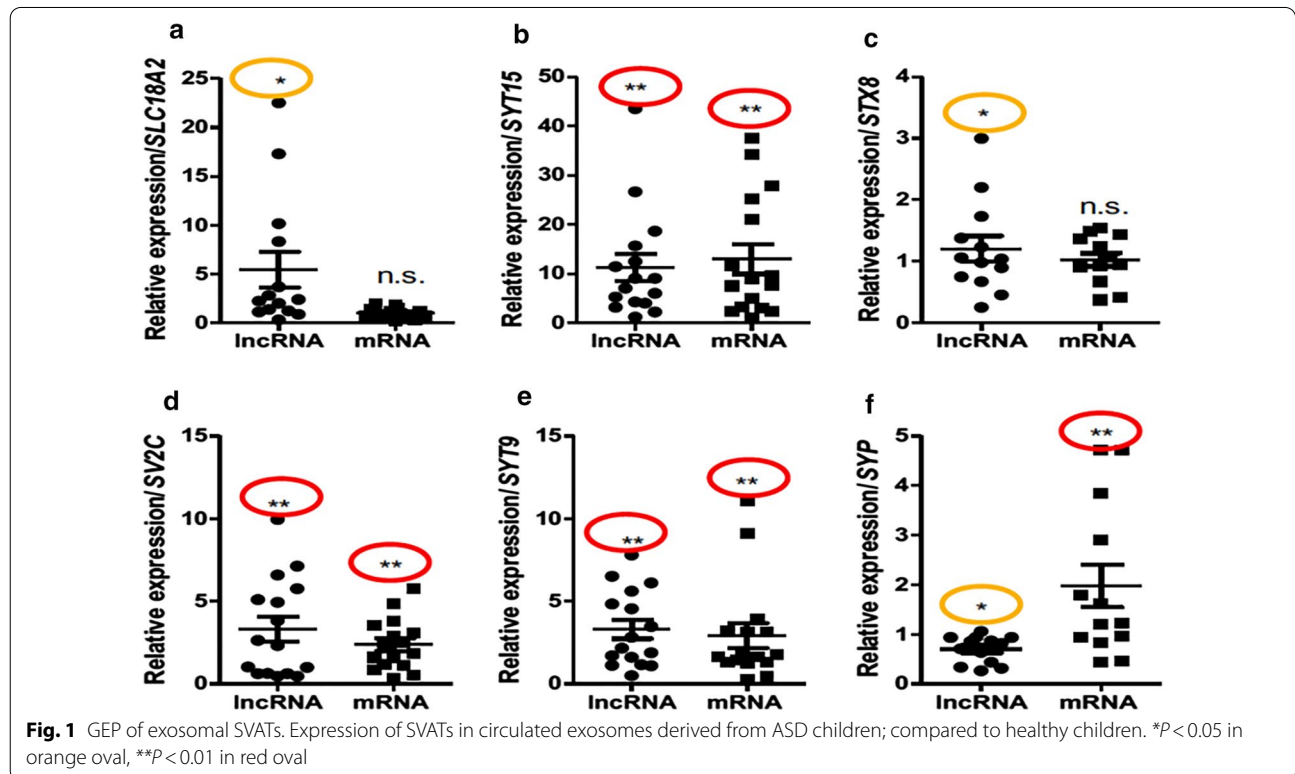 a
Relative expression/SLC18A2
25
20
15
10
5
0
*
n.s.
lncRNA mRNA
b
Relative expression/SYT15
50
40
30
20
10
0
**
**
lncRNA mRNA
c
Relative expression/STX8
4
3
2
1
0
*
n.s.
lncRNA mRNA
d
Relative expression/SV2C
15
10
5
0
**
**
lncRNA mRNA
e
Relative expression/SYT9
15
10
5
0
**
**
lncRNA mRNA
f
Relative expression/SYP
5
4
3
2
1
0
*
**
lncRNA mRNA
Fig. 1 GEP of exosomal SVATs. Expression of SVATs in circulated exosomes derived from ASD children; compared to healthy children. *P < 0.05 in
orange oval, **P < 0.01 in red oval